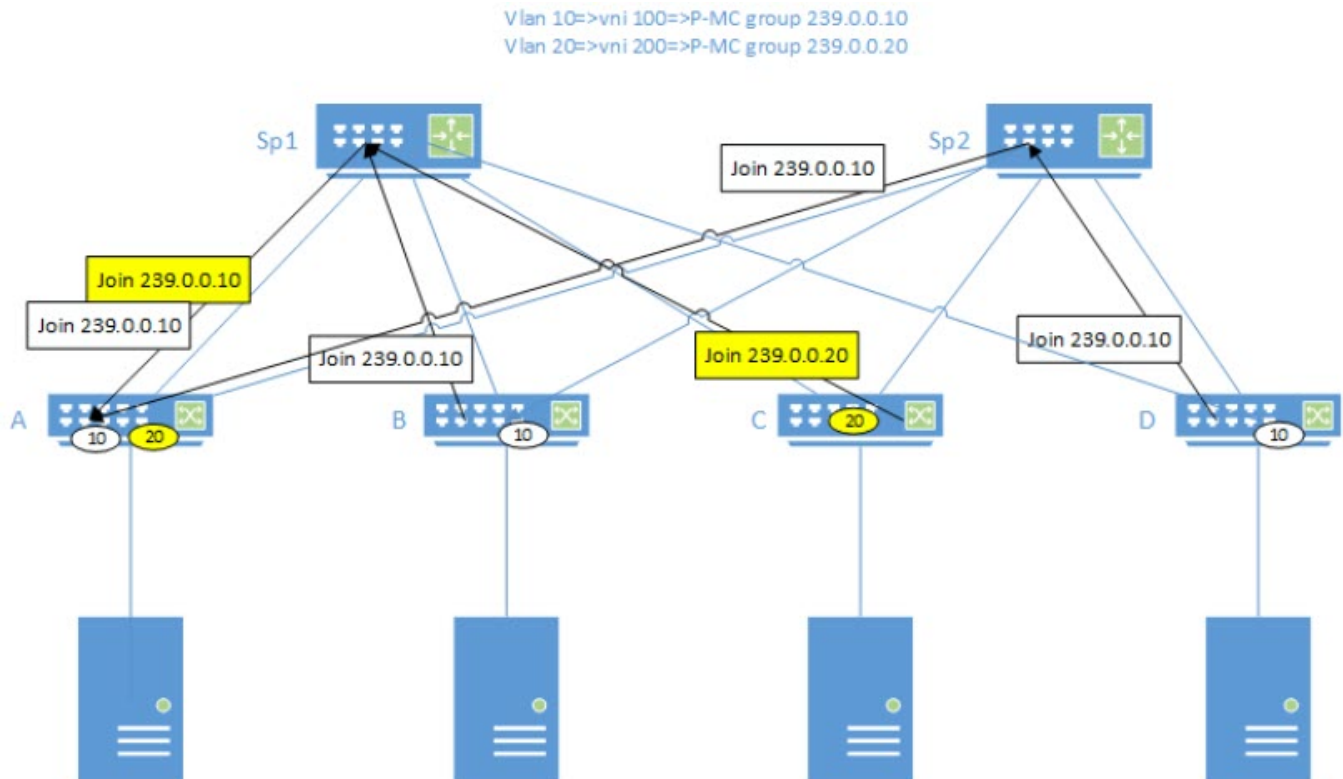 Vlan 10=>vni 100=>P-MC group 239.0.0.10
Vlan 20=>vni 200=>P-MC group 239.0.0.20
Sp1
Sp2
Join 239.0.0.10
Join 239.0.0.10
Join 239.0.0.10
Join 239.0.0.10
Join 239.0.0.20
Join 239.0.0.10
A
10
20
B
10
C
20
D
10